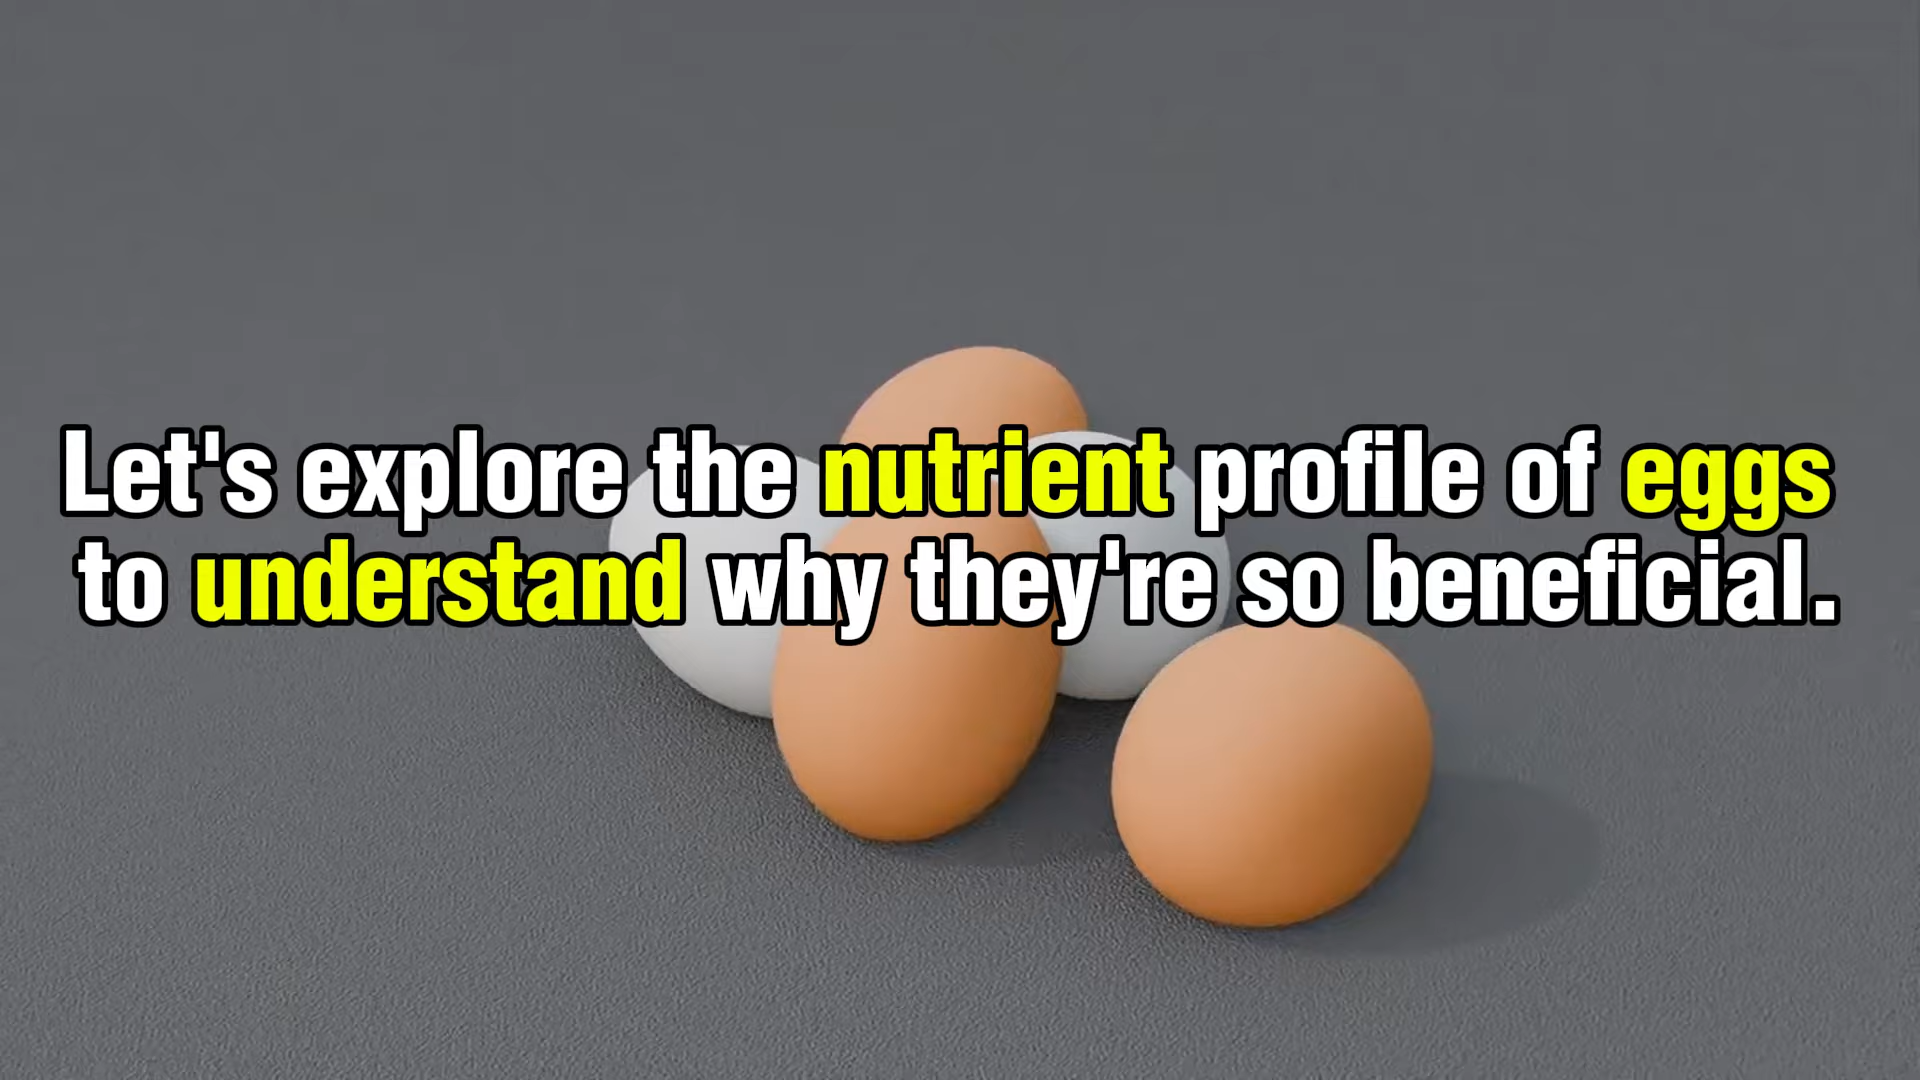 Let's explore the nutrient profile of eggs
to understand why they're so beneficial.